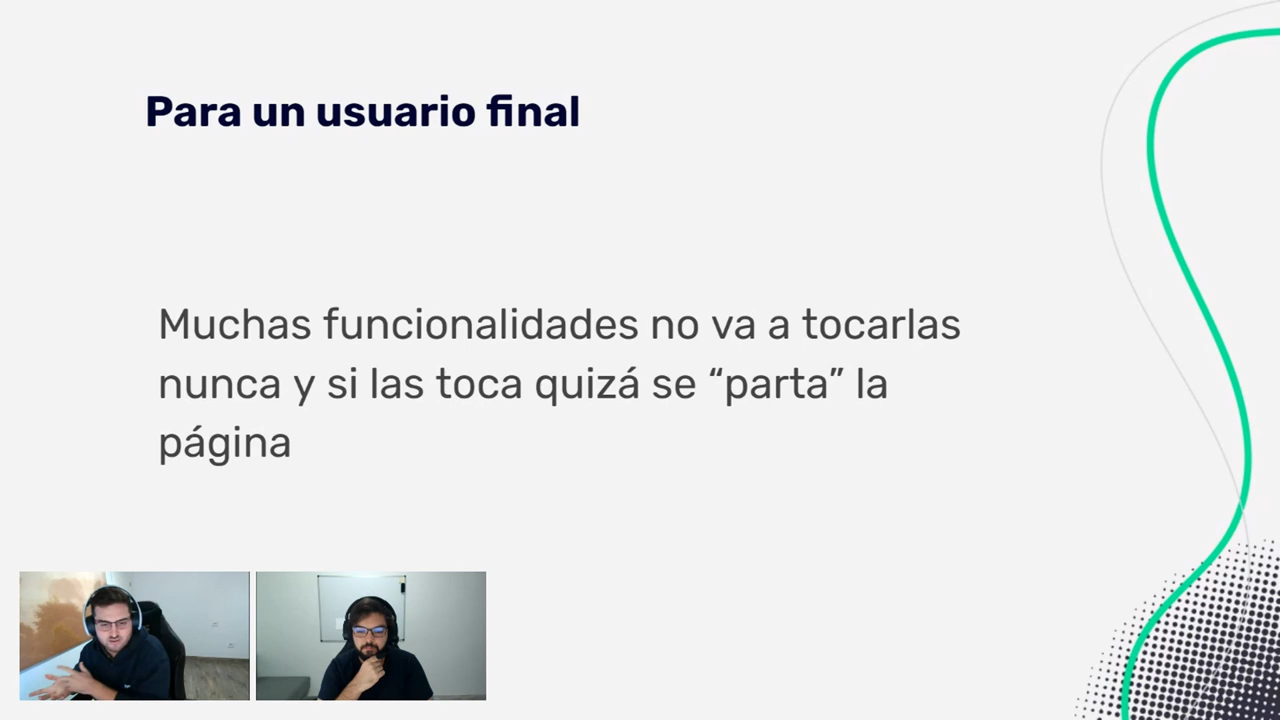 Para un usuario final
Muchas funcionalidades no va a tocarlas
nunca y si las toca quizá se “parta” la
página